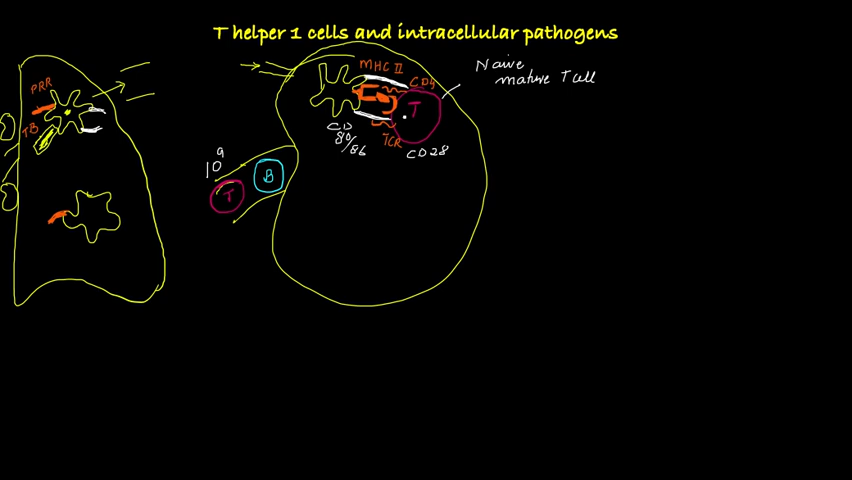 T helper 1 cells and intracellular pathogens
PRR
TB
MHC II
CD4
T
TCR
CD
80
/86
CD28
Naive
mature T cell
10^9
T
B